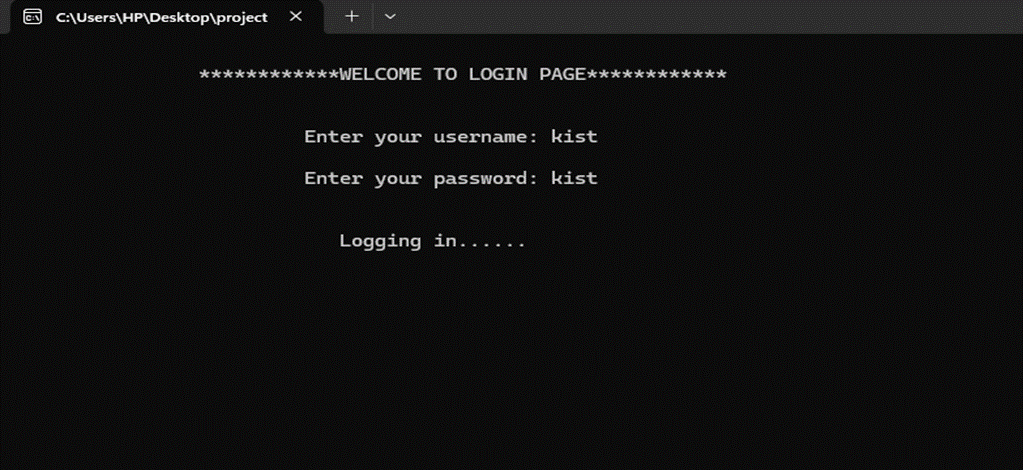 C:\Users\HP\Desktop\project
************WELCOME TO LOGIN PAGE************
Enter your username: kist
Enter your password: kist
Logging in......